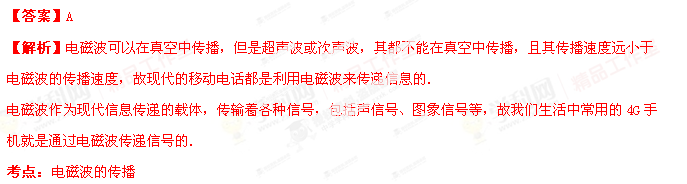 【答案】A
【解析】电磁波可以在真空中传播，但是超声波或次声波，其都不能在真空中传播，且其传播速度远小于
电磁波的传播速度，故现代的移动电话都是利用电磁波来传递信息的．
电磁波作为现代信息传递的载体，传输着各种信号，包括声信号、图象信号等，故我们生活中常用的 4G 手
机就是通过电磁波传递信号的．
考点：电磁波的传播